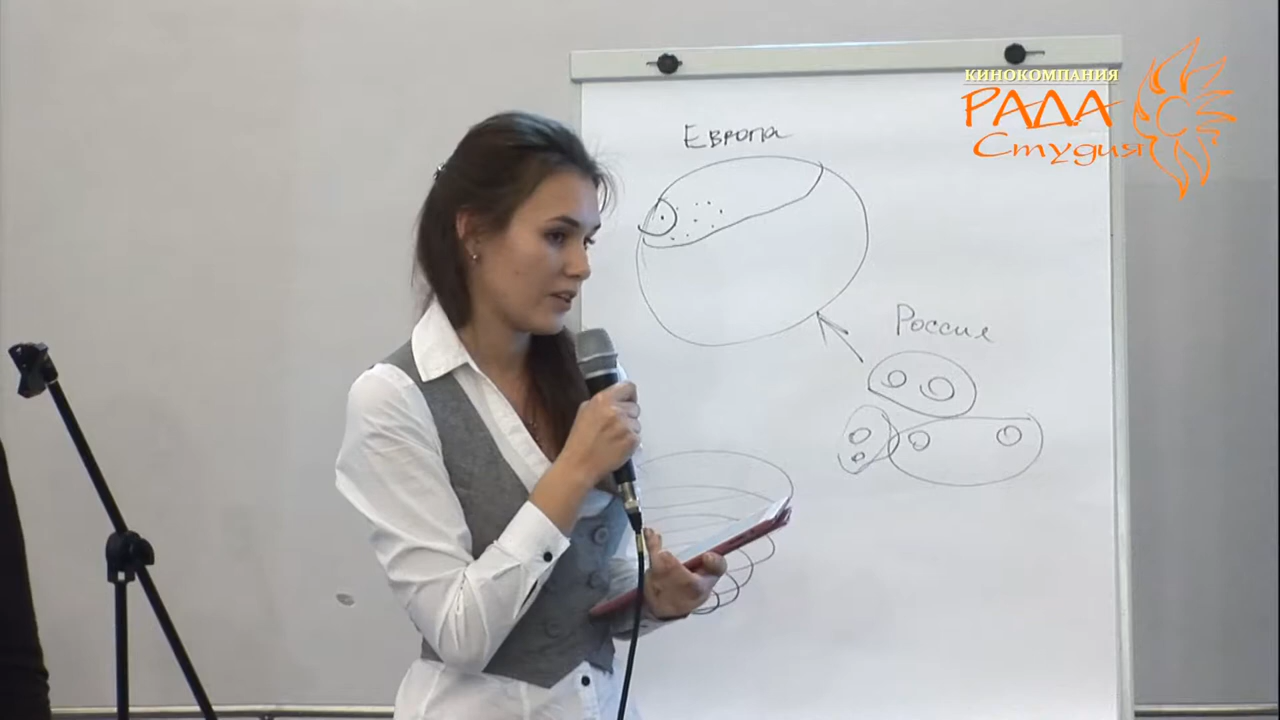 Европа
Россия
КИНОКОМПАНИЯ
РАДА
Студия